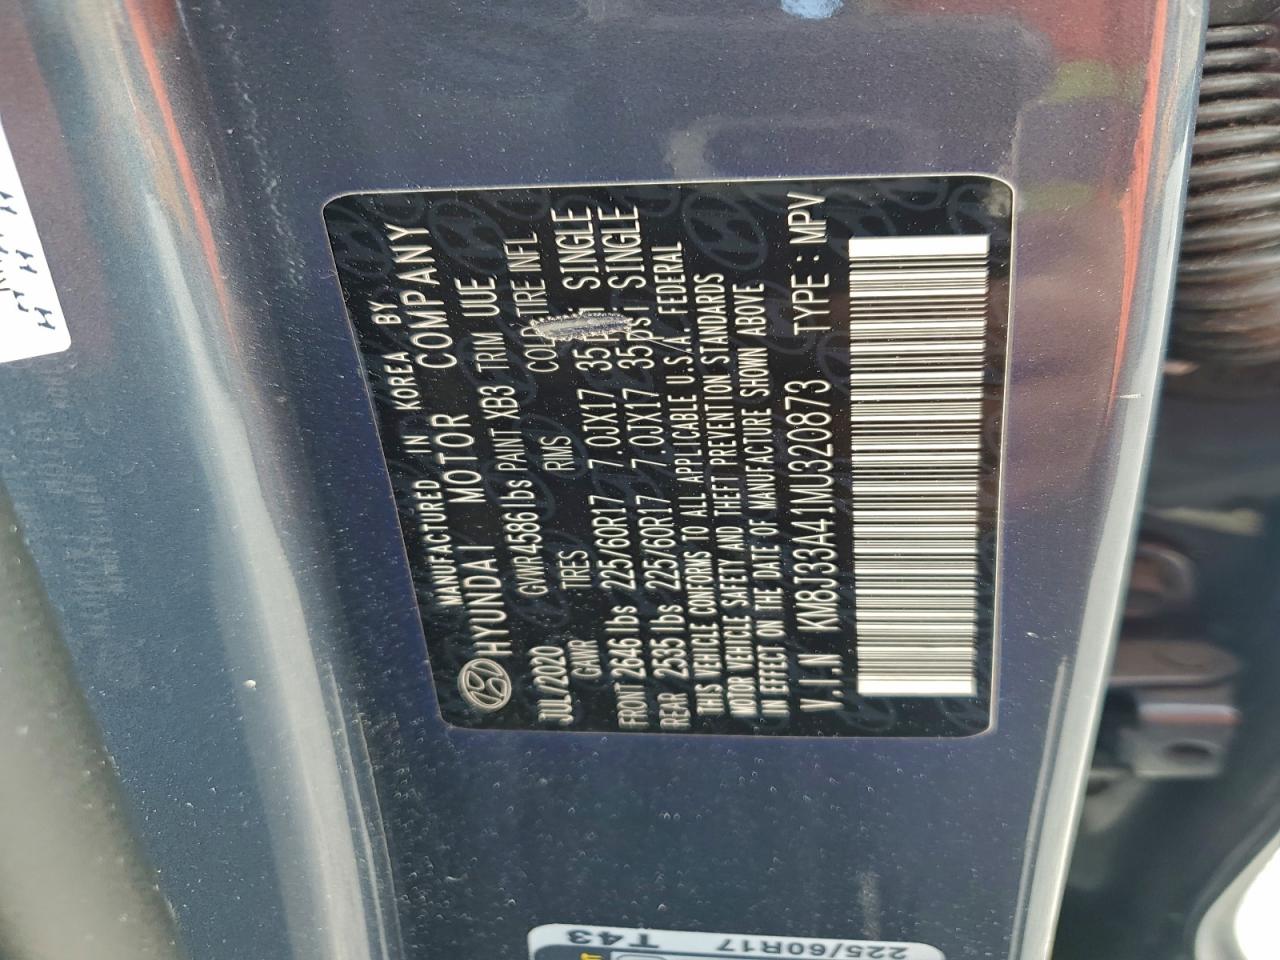 MANUFACTURED IN KOREA BY
HYUNDAI MOTOR COMPANY
JUL/2020 GVWR 4586 lbs PAINT XB3 TRIM UUE
GAWR TIRES RIMS COLD TIRE INFL
FRONT 2646 lbs 225/60R17 7.0JX17 35 SINGLE
REAR 2535 lbs 225/60R17 7.0JX17 35 psi SINGLE
THIS VEHICLE CONFORMS TO ALL APPLICABLE U.S.A. FEDERAL
MOTOR VEHICLE SAFETY AND THEFT PREVENTION STANDARDS
IN EFFECT ON THE DATE OF MANUFACTURE SHOWN ABOVE
V.I.N KM8J33A41MU320873 TYPE : MPV
225/60R17
T43